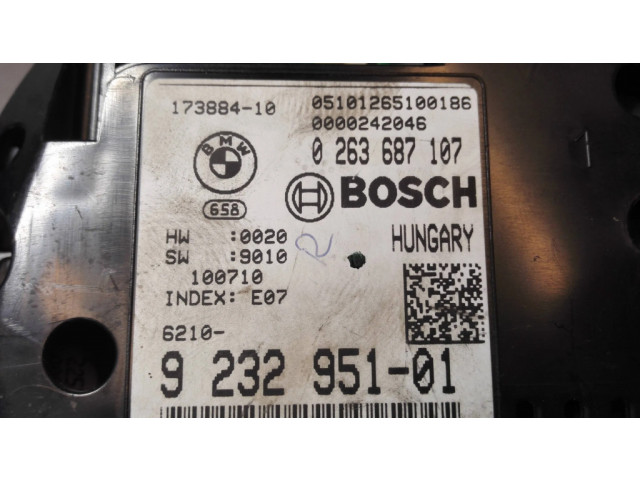 173884-10 05101265100186
0000242046
BMW
0 263 687 107
658
BOSCH
HW :0020 HUNGARY
SW :9010
100710
INDEX: E07
6210-
9 232 951-01